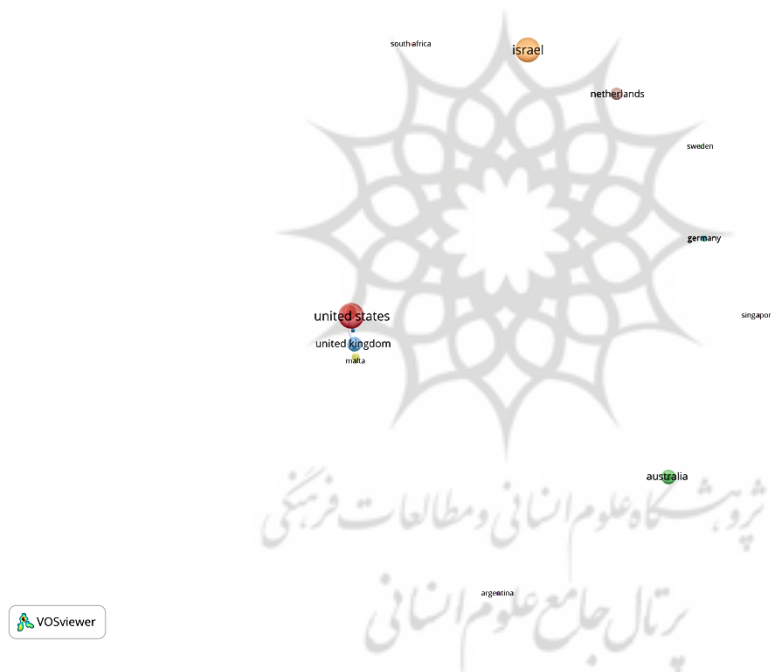 south africa
israel
netherlands
sweden
germany
singapor
united states
united kingdom
malta
australia
پژوهشگاه علوم انسانی و مطالعات فرهنگی
argentina
پرتال جامع علوم انسانی
VOSviewer